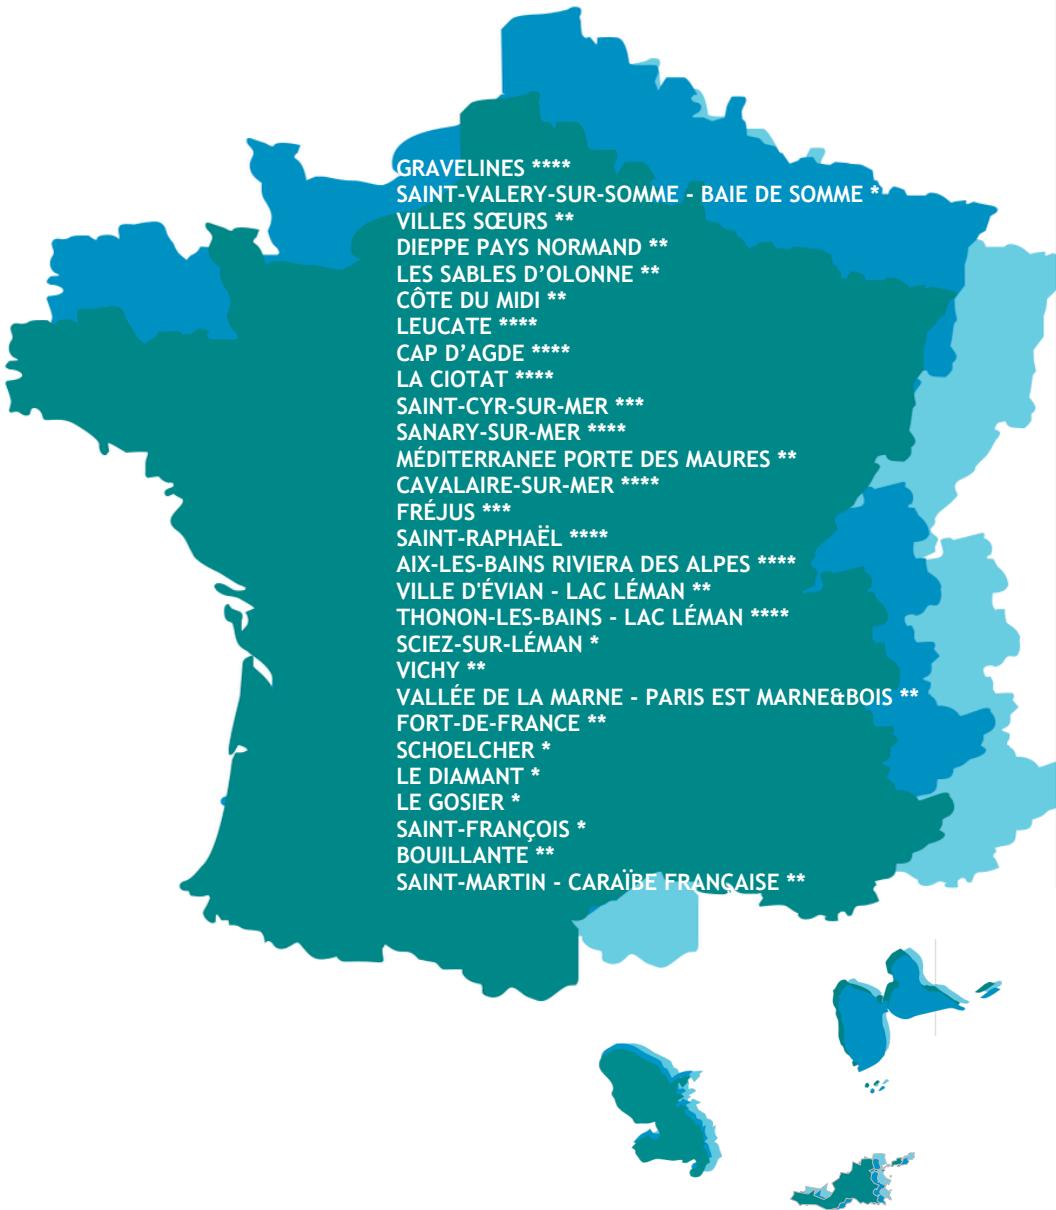 GRAVELINES ****
SAINT-VALERY-SUR-SOMME - BAIE DE SOMME *
VILLES SŒURS **
DIEPPE PAYS NORMAND **
LES SABLES D’OLONNE **
CÔTE DU MIDI **
LEUCATE ****
CAP D’AGDE ****
LA CIOTAT ****
SAINT-CYR-SUR-MER ***
SANARY-SUR-MER ****
MÉDITERRANEE PORTE DES MAURES **
CAVALAIRE-SUR-MER ****
FRÉJUS ***
SAINT-RAPHAËL ****
AIX-LES-BAINS RIVIERA DES ALPES ****
VILLE D'ÉVIAN - LAC LÉMAN **
THONON-LES-BAINS - LAC LÉMAN ****
SCIEZ-SUR-LÉMAN *
VICHY **
VALLÉE DE LA MARNE - PARIS EST MARNE&BOIS **
FORT-DE-FRANCE **
SCHOELCHER *
LE DIAMANT *
LE GOSIER *
SAINT-FRANÇOIS *
BOUILLANTE **
SAINT-MARTIN - CARAÏBE FRANÇAISE **